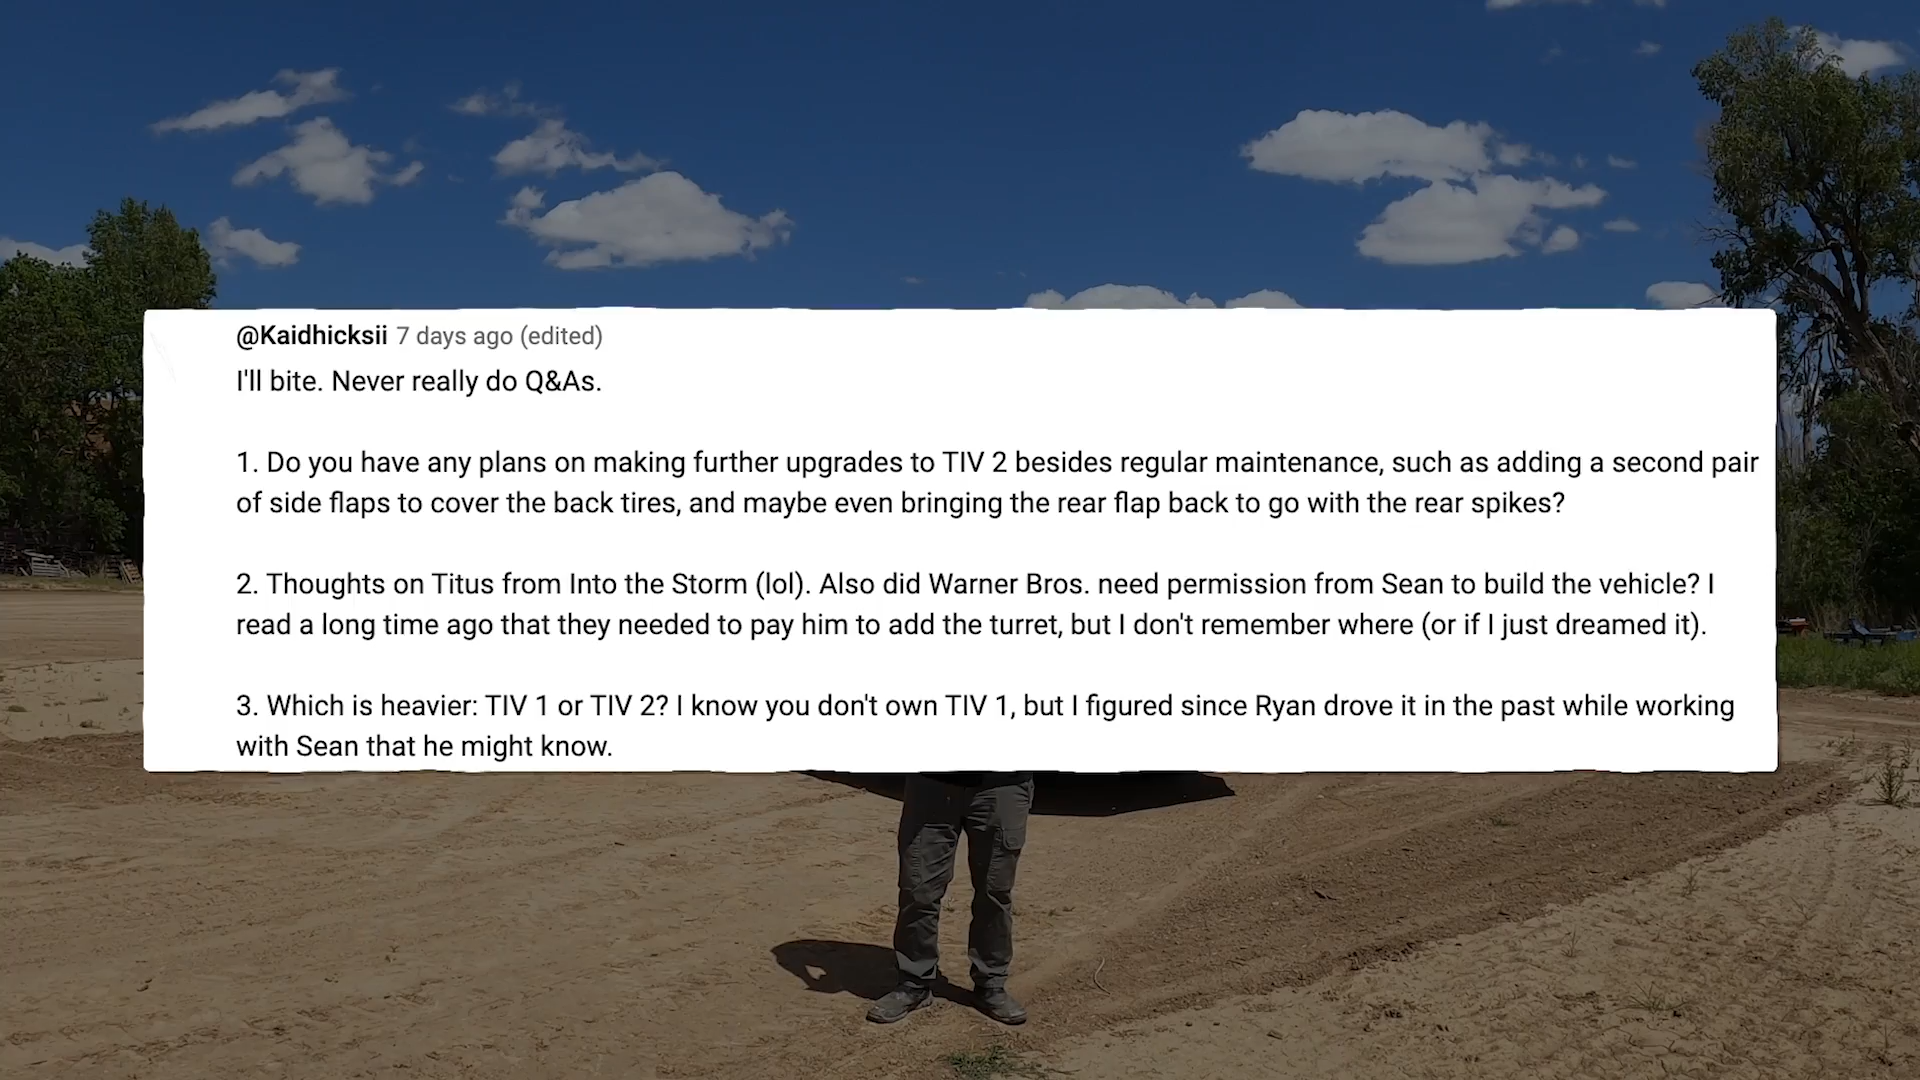 @Kaidhicksii 7 days ago (edited)
I'll bite. Never really do Q&As.
1. Do you have any plans on making further upgrades to TIV 2 besides regular maintenance, such as adding a second pair
of side flaps to cover the back tires, and maybe even bringing the rear flap back to go with the rear spikes?
2. Thoughts on Titus from Into the Storm (lol). Also did Warner Bros. need permission from Sean to build the vehicle? I
read a long time ago that they needed to pay him to add the turret, but I don't remember where (or if I just dreamed it).
3. Which is heavier: TIV 1 or TIV 2? I know you don't own TIV 1, but I figured since Ryan drove it in the past while working
with Sean that he might know.